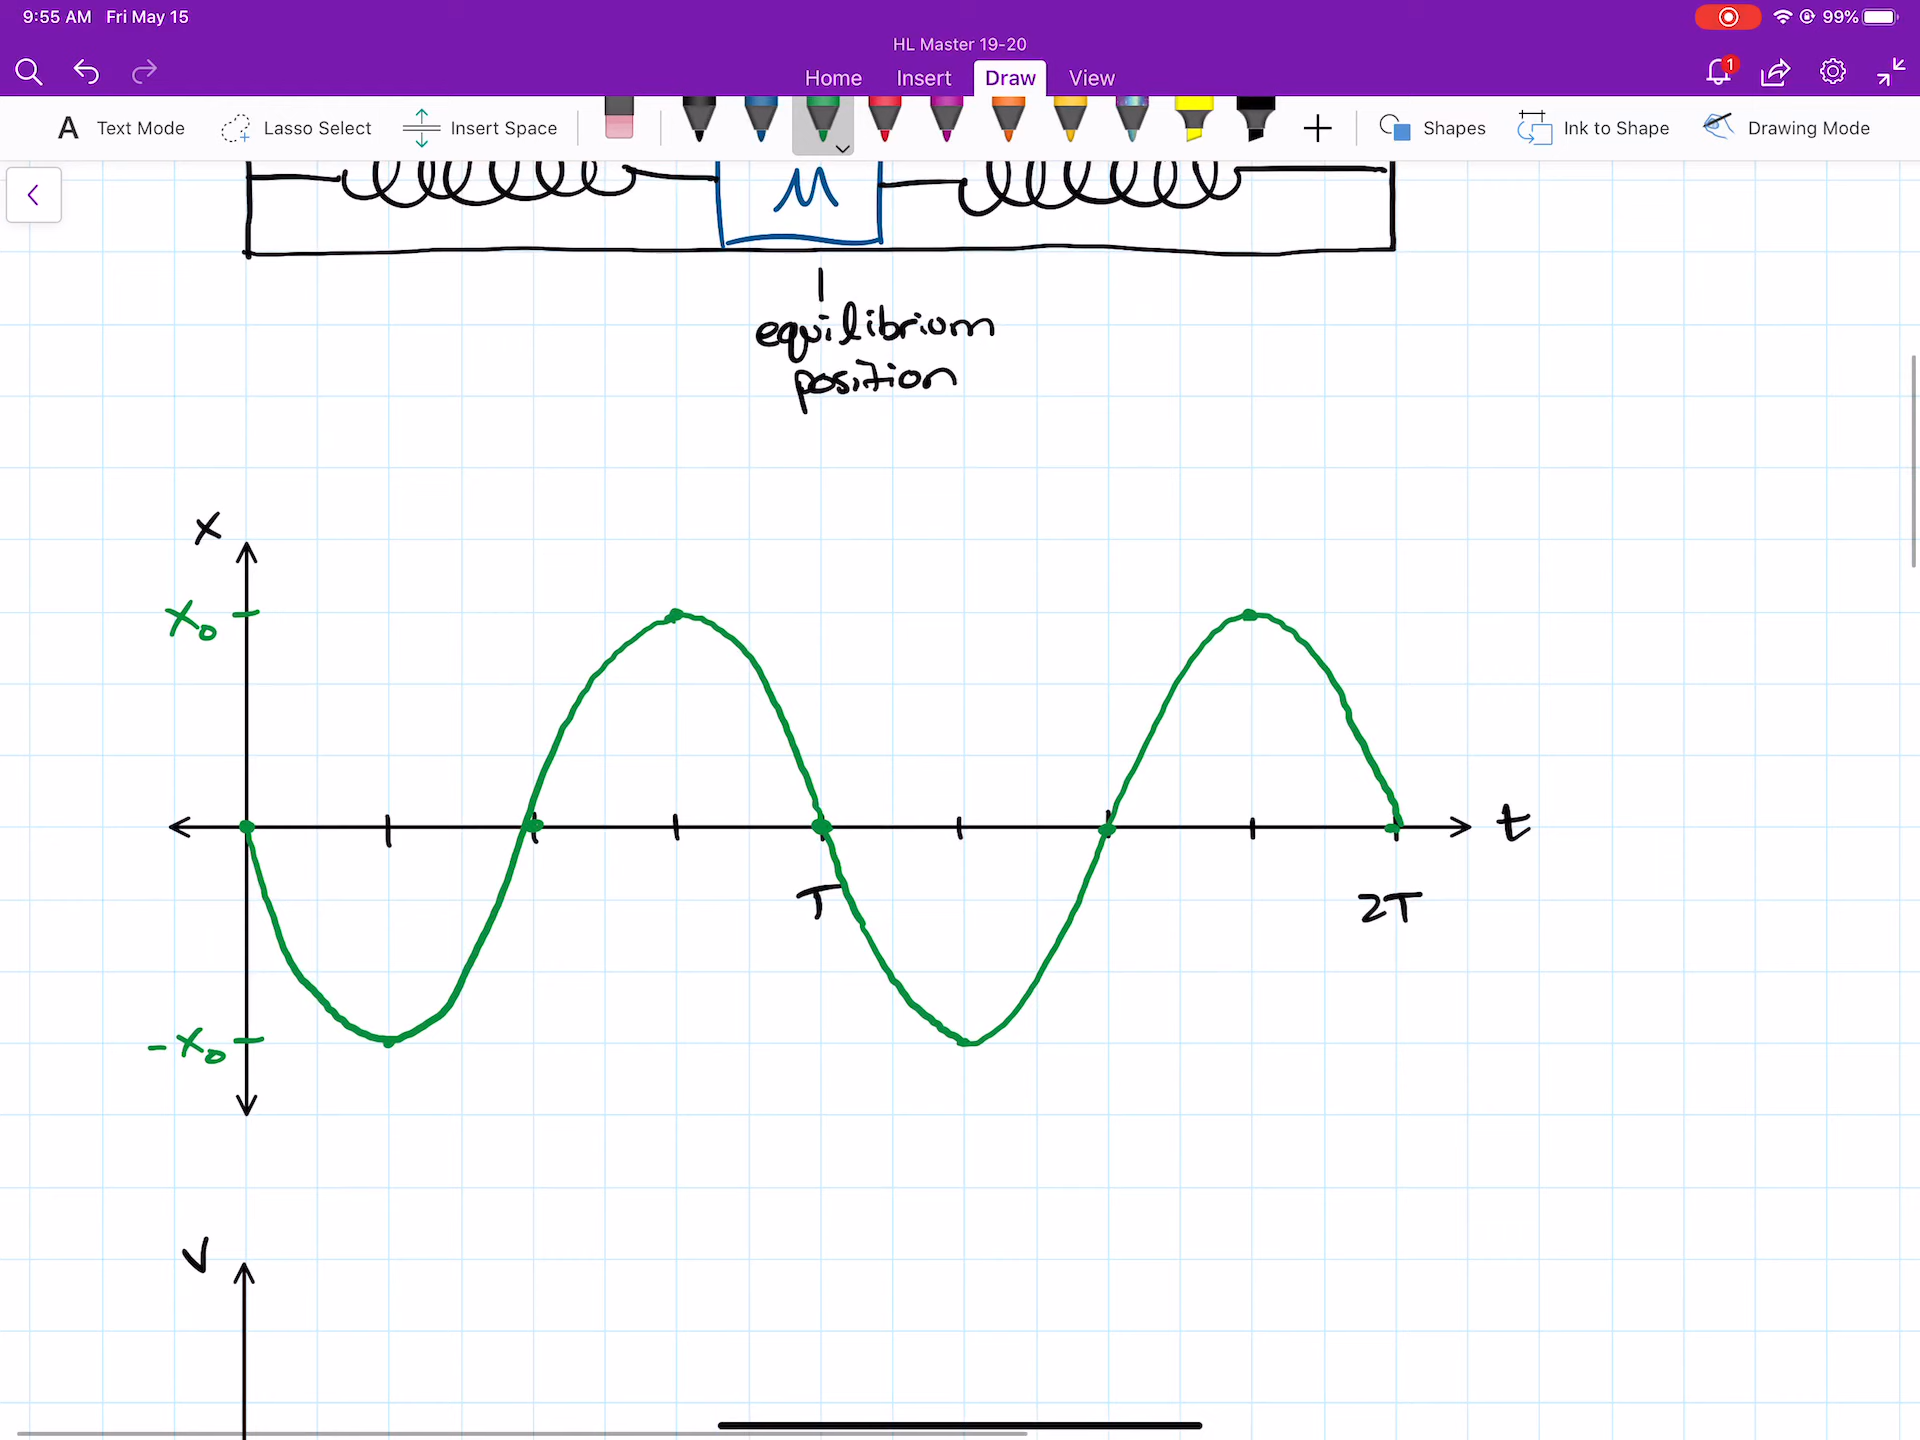 9:55 AM Fri May 15
99%
HL Master 19-20
Home Insert Draw View
1
A Text Mode Lasso Select Insert Space Shapes Ink to Shape Drawing Mode
M
equilibrium
position
x
x₀
t
T
2T
-x₀
v